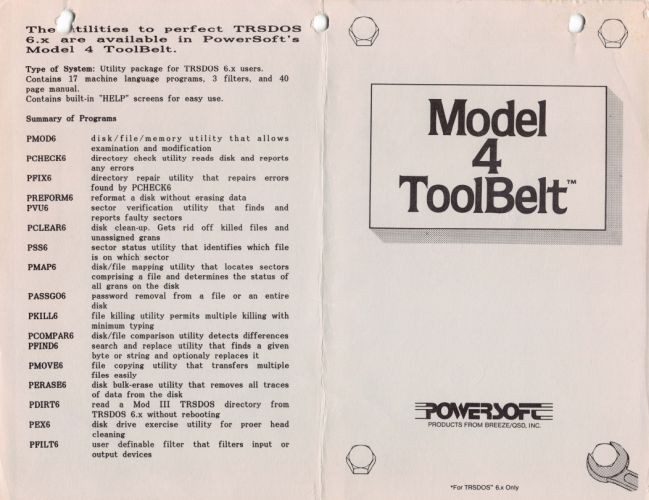 The utilities to perfect TRSDOS
6.x are available in PowerSoft's
Model 4 ToolBelt.
Type of System: Utility package for TRSDOS 6.x users.
Contains 17 machine language programs, 3 filters, and 40
page manual.
Contains built-in "HELP" screens for easy use.
Summary of Programs
PMOD6 disk/file/memory utility that allows
examination and modification
PCHECK6 directory check utility reads disk and reports
any errors
PFIX6 directory repair utility that repairs errors
found by PCHECK6
PREFORM6 reformat a disk without erasing data
PVU6 sector verification utility that finds and
reports faulty sectors
PCLEAR6 disk clean-up. Gets rid off killed files and
unassigned grans
PSS6 sector status utility that identifies which file
is on which sector
PMAP6 disk/file mapping utility that locates sectors
comprising a file and determines the status of
all grans on the disk
PASSGO6 password removal from a file or an entire
disk
PKILL6 file killing utility permits multiple killing with
minimum typing
PCOMPAR6 disk/file comparison utility detects differences
PFIND6 search and replace utility that finds a given
byte or string and optionaly replaces it
PMOVE6 file copying utility that transfers multiple
files easily
PERASE6 disk bulk-erase utility that removes all traces
of data from the disk
PDIRT6 read a Mod III TRSDOS directory from
TRSDOS 6.x without rebooting
PEX6 disk drive exercise utility for proer head
cleaning
PFILT6 user definable filter that filters input or
output devices
Model
4
ToolBelt™
POWERSOFT
PRODUCTS FROM BREEZE/QSD, INC.
*For TRSDOS™ 6.x Only